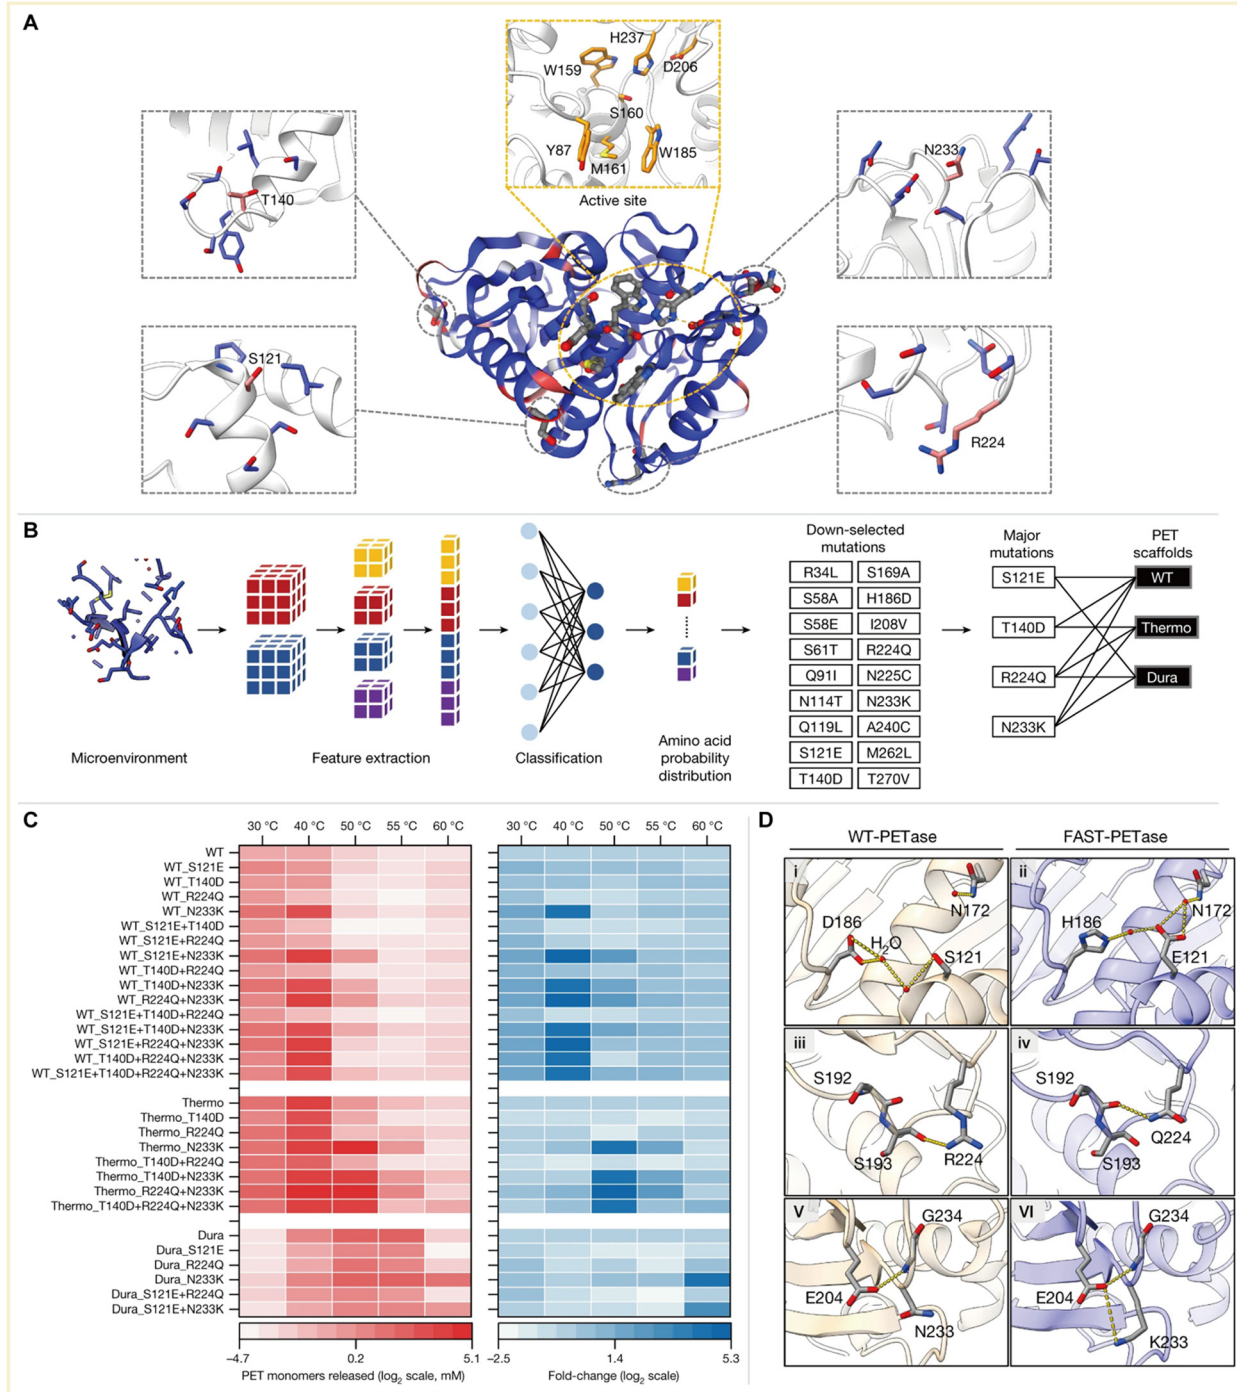 A
H237
W159
D206
S160
Y87
W185
M161
Active site
T140
N233
S121
R224
B
Microenvironment
Feature extraction
Classification
Amino acid
probability
distribution
Down-selected
mutations
R34L S169A
S58A H186D
S58E I208V
S61T R224Q
Q91I N225C
N114T N233K
Q119L A240C
S121E M262L
T140D T270V
Major
mutations
S121E
T140D
R224Q
N233K
PET
scaffolds
WT
Thermo
Dura
C
30 °C 40 °C 50 °C 55 °C 60 °C
30 °C 40 °C 50 °C 55 °C 60 °C
WT
WT_S121E
WT_T140D
WT_R224Q
WT_N233K
WT_S121E+T140D
WT_S121E+R224Q
WT_S121E+N233K
WT_T140D+R224Q
WT_T140D+N233K
WT_R224Q+N233K
WT_S121E+T140D+R224Q
WT_S121E+T140D+N233K
WT_S121E+R224Q+N233K
WT_T140D+R224Q+N233K
WT_S121E+T140D+R224Q+N233K
Thermo
Thermo_T140D
Thermo_R224Q
Thermo_N233K
Thermo_T140D+R224Q
Thermo_T140D+N233K
Thermo_R224Q+N233K
Thermo_T140D+R224Q+N233K
Dura
Dura_S121E
Dura_R224Q
Dura_N233K
Dura_S121E+R224Q
Dura_S121E+N233K
−4.7 0.2 5.1
PET monomers released (log2 scale, mM)
−2.5 1.4 5.3
Fold-change (log2 scale)
D
WT-PETase
FAST-PETase
i
N172
D186
H2O
S121
ii
N172
H186
E121
iii
S192
S193
R224
iv
S192
S193
Q224
V
G234
E204
N233
VI
G234
E204
K233